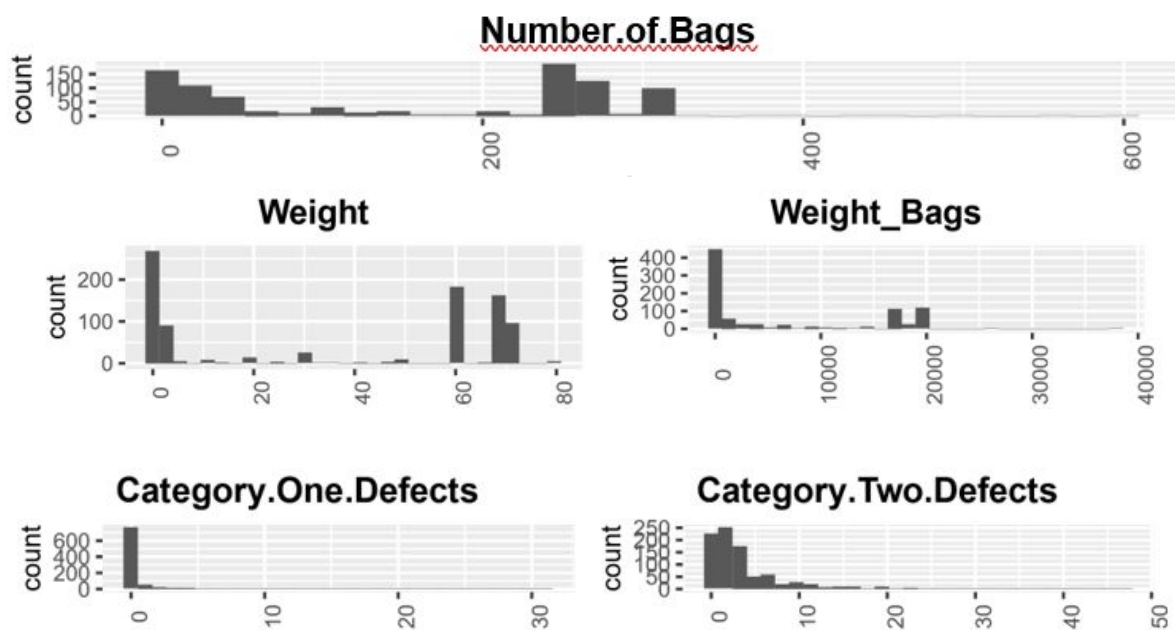 Number.of.Bags
count
150
100
50
0
0 200 400 600
Weight Weight_Bags
count
200
100
0
0 20 40 60 80
count
400
300
200
100
0
0 10000 20000 30000 40000
Category.One.Defects Category.Two.Defects
count
600
400
200
0
0 10 20 30
count
250
200
150
100
50
0
0 10 20 30 40 50